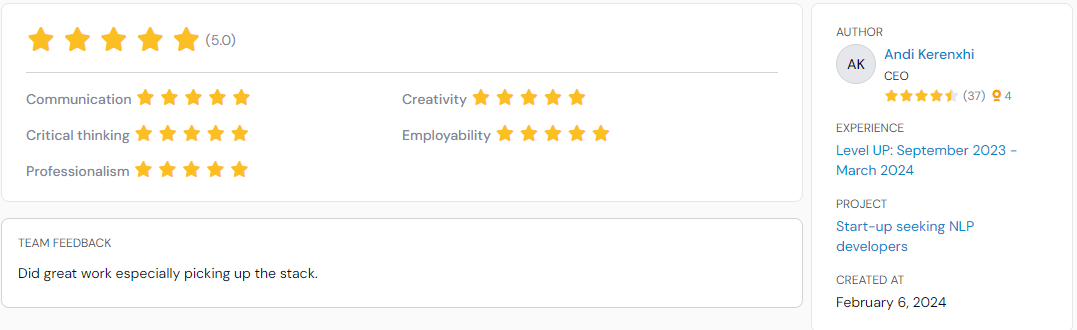 (5.0)
Communication
Creativity
Critical thinking
Employability
Professionalism
TEAM FEEDBACK
Did great work especially picking up the stack.
AUTHOR
AK
Andi Kerenxhi
CEO
(37) 4
EXPERIENCE
Level UP: September 2023 -
March 2024
PROJECT
Start-up seeking NLP
developers
CREATED AT
February 6, 2024